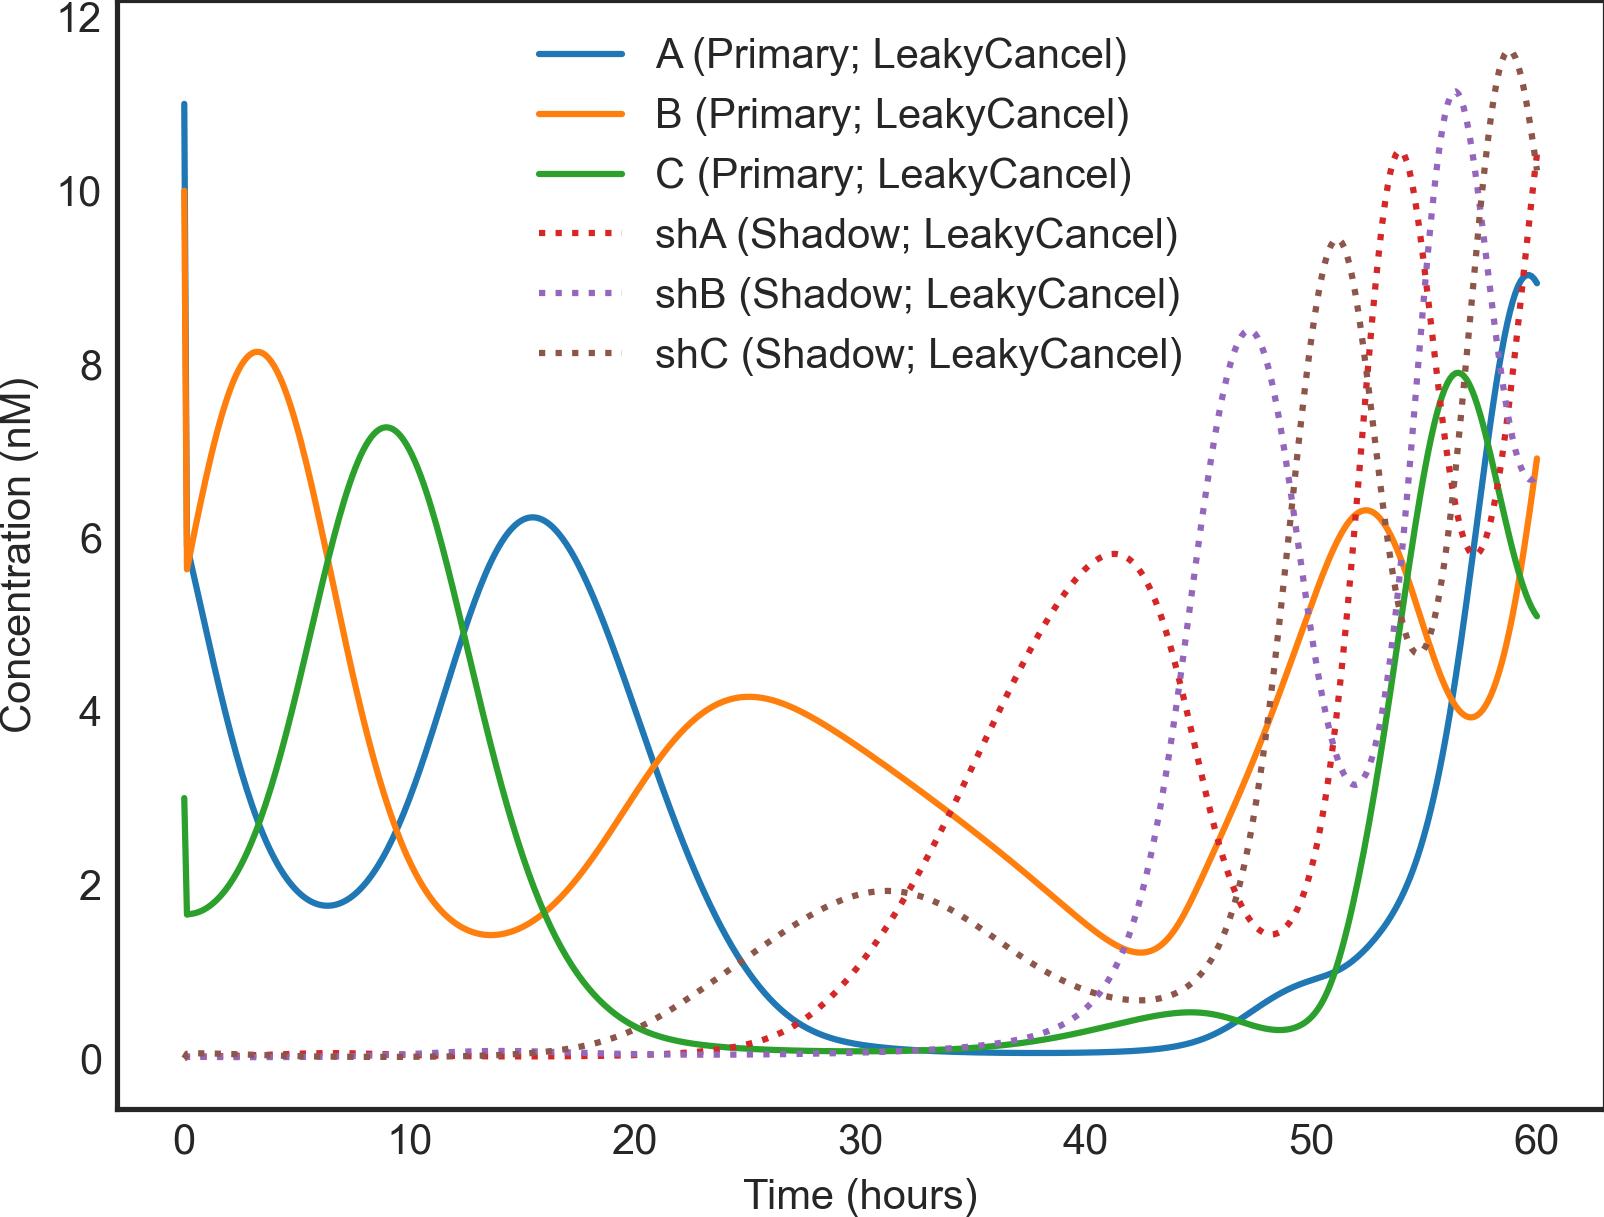 Concentration (nM)
12
10
8
6
4
2
0
A (Primary; LeakyCancel)
B (Primary; LeakyCancel)
C (Primary; LeakyCancel)
shA (Shadow; LeakyCancel)
shB (Shadow; LeakyCancel)
shC (Shadow; LeakyCancel)
0 10 20 30 40 50 60
Time (hours)